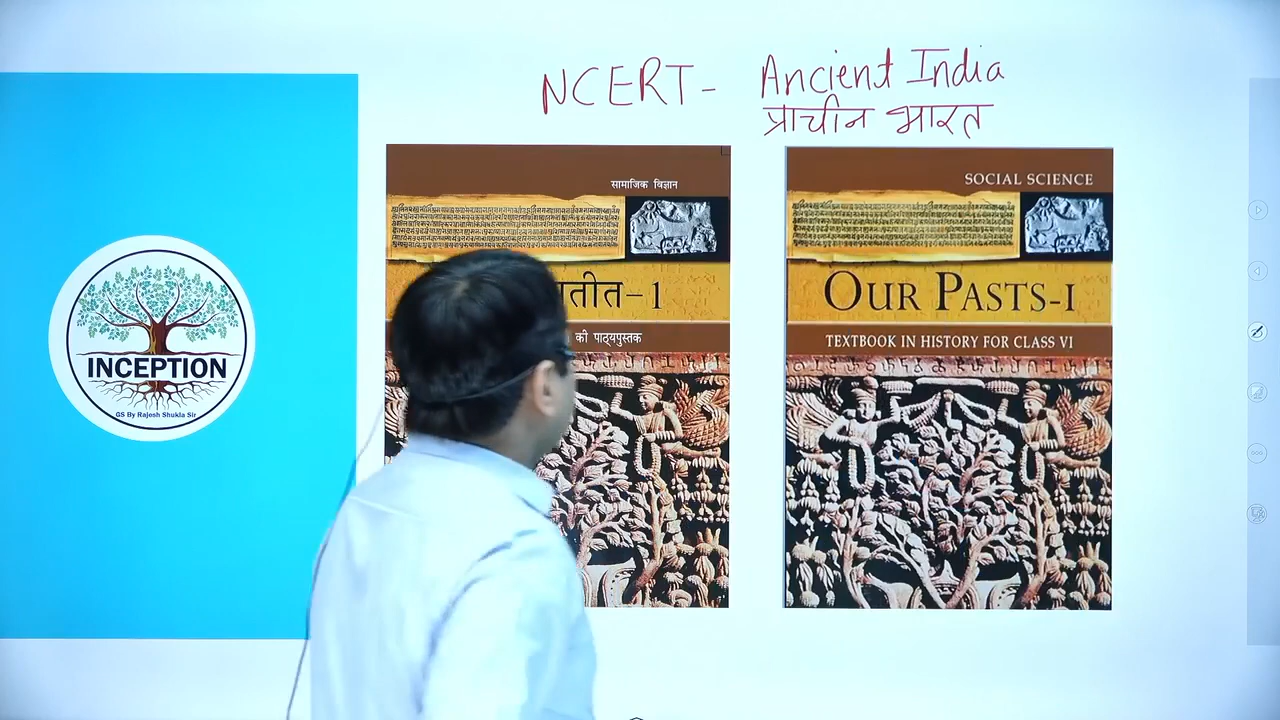 NCERT- Ancient India
प्राचीन भारत
सामाजिक विज्ञान
तीत-1
की पाठ्यपुस्तक
SOCIAL SCIENCE
OUR PASTS-I
TEXTBOOK IN HISTORY FOR CLASS VI
INCEPTION
GS By Rajesh Shukla Sir